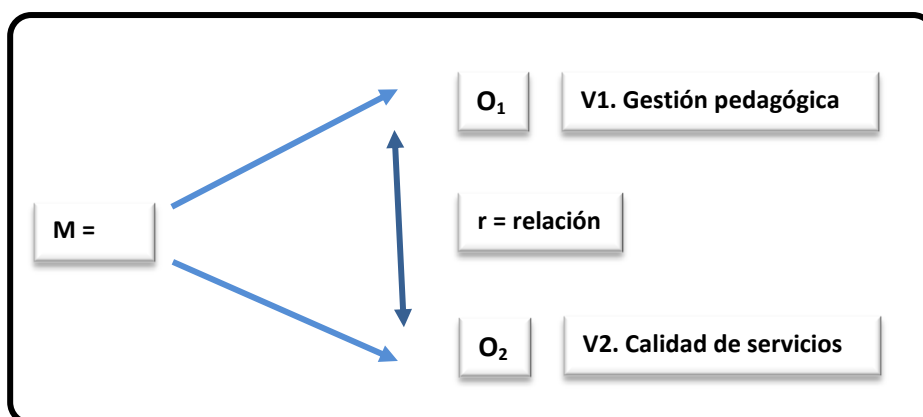 O₁ V1. Gestión pedagógica
M =
r = relación
O₂ V2. Calidad de servicios